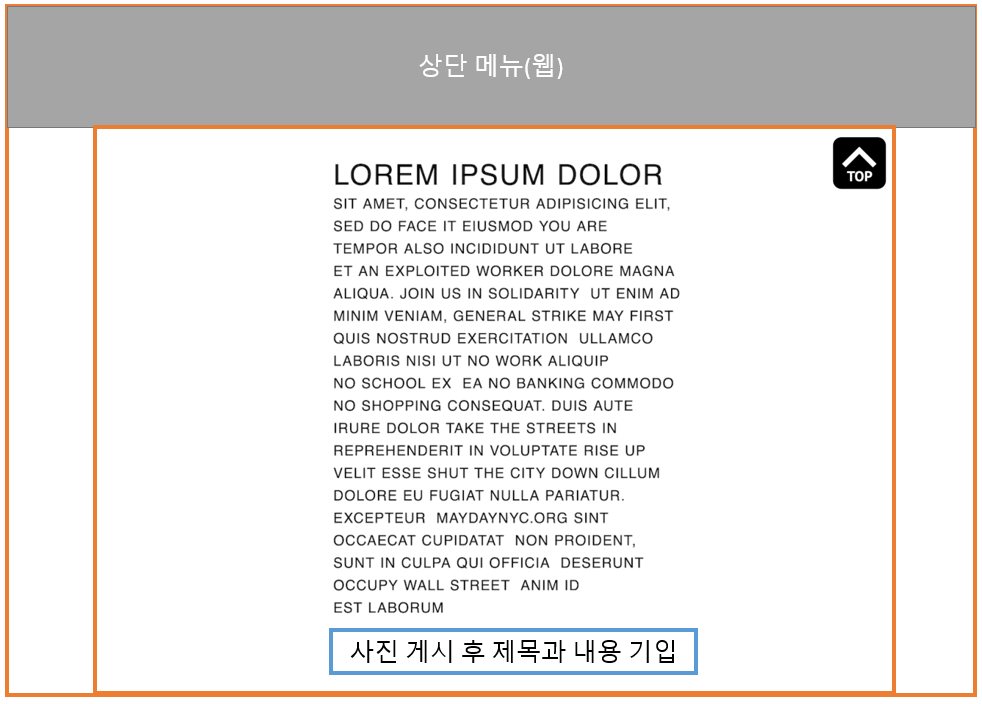 상단 메뉴(웹)
TOP
LOREM IPSUM DOLOR
SIT AMET, CONSECTETUR ADIPISICING ELIT,
SED DO FACE IT EIUSMOD YOU ARE
TEMPOR ALSO INCIDIDUNT UT LABORE
ET AN EXPLOITED WORKER DOLORE MAGNA
ALIQUA. JOIN US IN SOLIDARITY UT ENIM AD
MINIM VENIAM, GENERAL STRIKE MAY FIRST
QUIS NOSTRUD EXERCITATION ULLAMCO
LABORIS NISI UT NO WORK ALIQUIP
NO SCHOOL EX EA NO BANKING COMMODO
NO SHOPPING CONSEQUAT. DUIS AUTE
IRURE DOLOR TAKE THE STREETS IN
REPREHENDERIT IN VOLUPTATE RISE UP
VELIT ESSE SHUT THE CITY DOWN CILLUM
DOLORE EU FUGIAT NULLA PARIATUR.
EXCEPTEUR MAYDAYNYC.ORG SINT
OCCAECAT CUPIDATAT NON PROIDENT,
SUNT IN CULPA QUI OFFICIA DESERUNT
OCCUPY WALL STREET ANIM ID
EST LABORUM
사진 게시 후 제목과 내용 기입